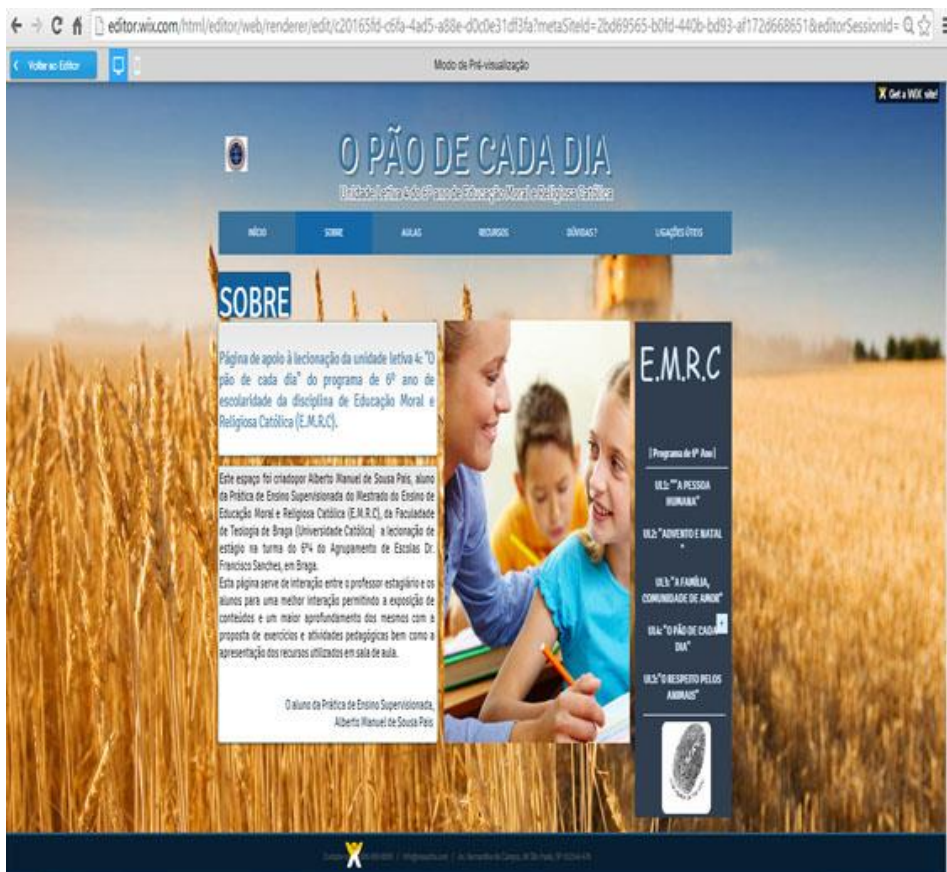 editor.wix.com/html/editor/web/renderer/edit/c20165fd-c6fa-4ad5-a88e-d0c0e31df3fa?metaSiteId=2bd69565-b0fd-440b-bd93-af172d668651&editorSessionId=
Voltar ao Editor
Modo de Pré-visualização
Get a WIX site!
O PÃO DE CADA DIA
Unidade Letiva 4 do 6º ano de Educação Moral e Religiosa Católica
INÍCIO SOBRE AULAS RECURSOS DÚVIDAS? LIGAÇÕES ÚTEIS
SOBRE
Página de apoio à lecionação da unidade letiva 4: "O
pão de cada dia" do programa de 6º ano de
escolaridade da disciplina de Educação Moral e
Religiosa Católica (E.M.R.C).
Este espaço foi criadopor Alberto Manuel de Sousa Pais, aluno
da Prática de Ensino Supervisionada do Mestrado do Ensino de
Educação Moral e Religiosa Católica (E.M.R.C), da Faculadade
de Teologia de Braga (Universidade Católica) a lecionação de
estágio na turma do 6º4 do Agrupamento de Escolas Dr.
Francisco Sanches, em Braga.
Esta página serve de interação entre o professor estagiário e os
alunos para uma melhor interação permitindo a exposição de
conteúdos e um maior aprofundamento dos mesmos com a
proposta de exercícios e atividades pedagógicas bem como a
apresentação dos recursos utilizados em sala de aula.
O aluno da Prática de Ensino Supervisionada,
Alberto Manuel de Sousa Pais
E.M.R.C
| Programa de 6º Ano |
UL1: ""A PESSOA
HUMANA"
UL2: "ADVENTO E NATAL
"
UL3: "A FAMÍLIA,
COMUNIDADE DE AMOR"
UL4: "O PÃO DE CADA
DIA"
UL5: "O RESPEITO PELOS
ANIMAIS"